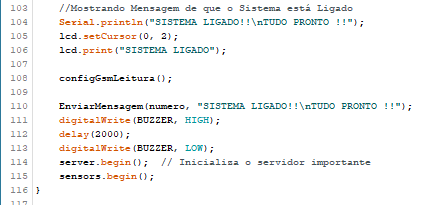 103 //Mostrando Mensagem de que o Sistema está Ligado
104 Serial.println("SISTEMA LIGADO!!\nTUDO PRONTO !!");
105 lcd.setCursor(0, 2);
106 lcd.print("SISTEMA LIGADO");
107
108 configGsmLeitura();
109
110 EnviarMensagem(numero, "SISTEMA LIGADO!!\nTUDO PRONTO !!");
111 digitalWrite(BUZZER, HIGH);
112 delay(2000);
113 digitalWrite(BUZZER, LOW);
114 server.begin(); // Inicialisa o servidor importante
115 sensors.begin();
116 }
117